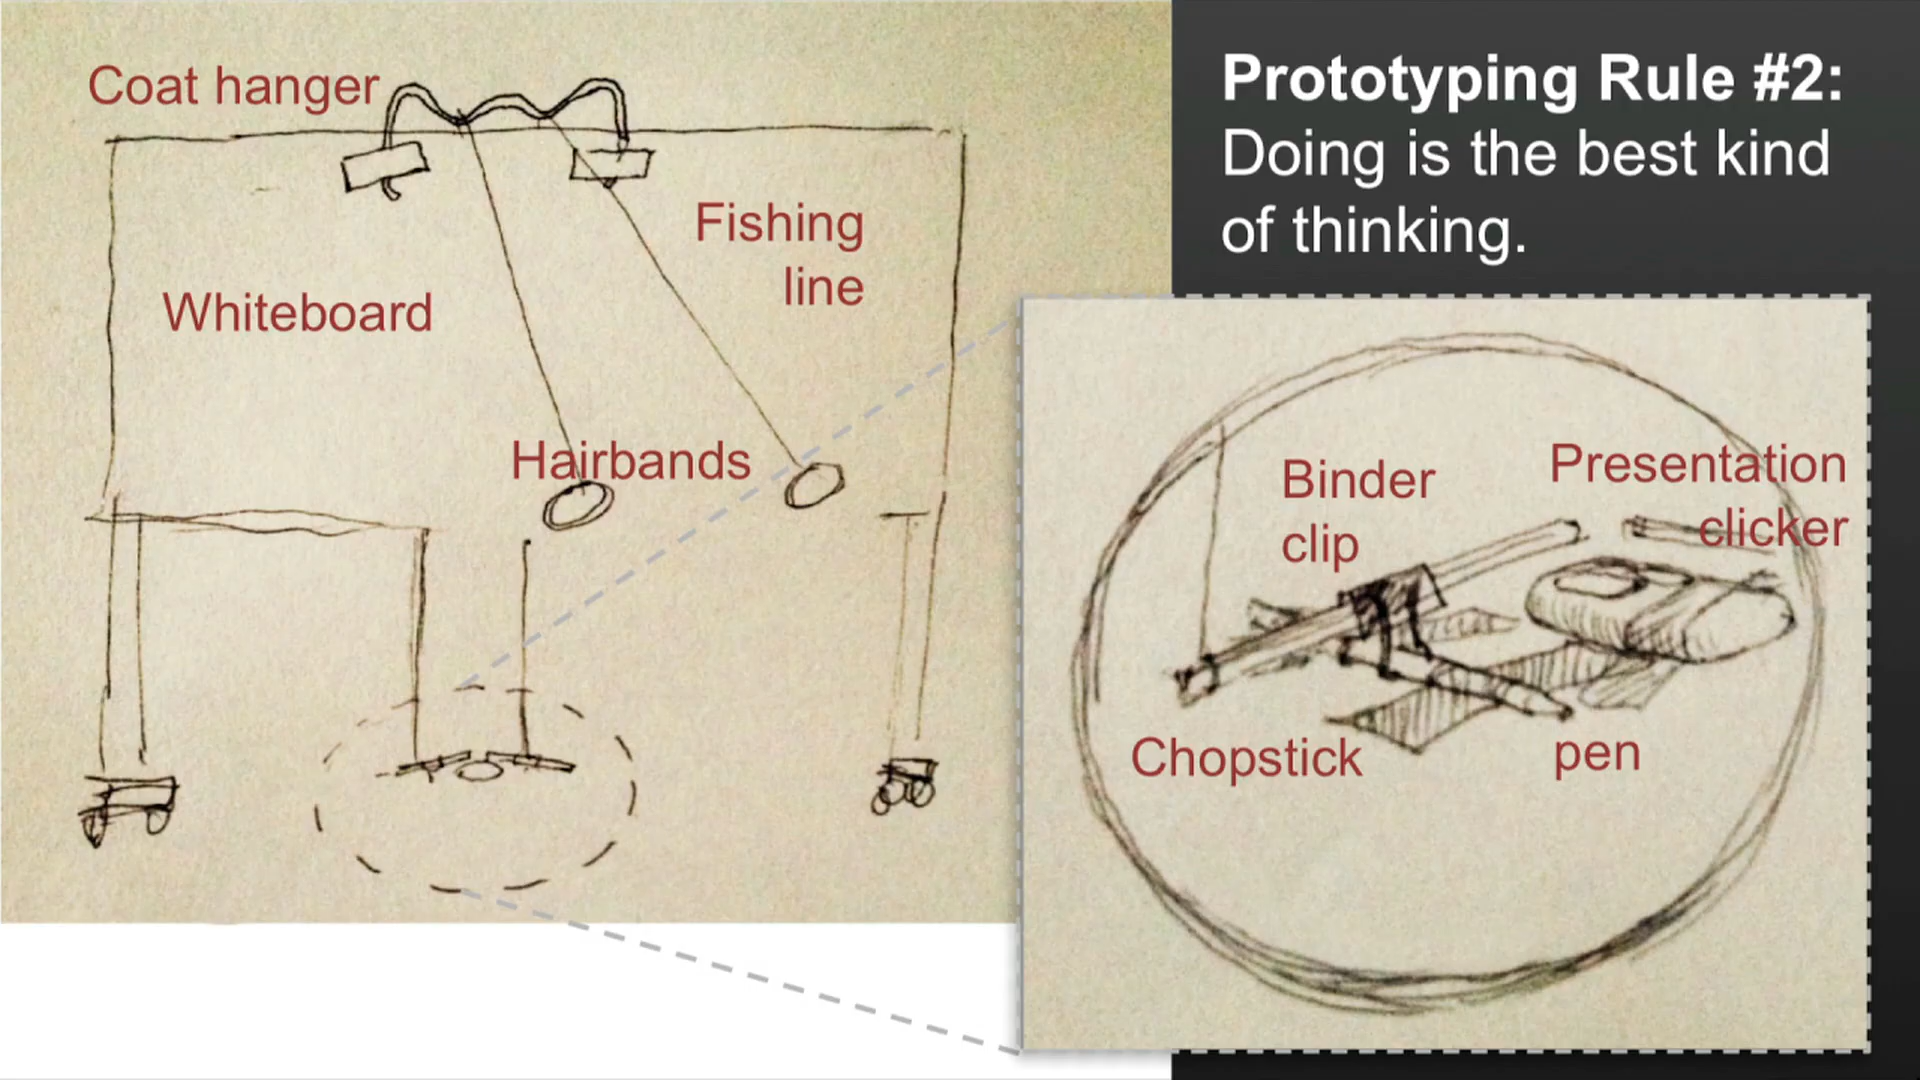 Coat hanger
Whiteboard
Fishing
line
Hairbands
Prototyping Rule #2:
Doing is the best kind
of thinking.
Binder
clip
Presentation
clicker
Chopstick
pen